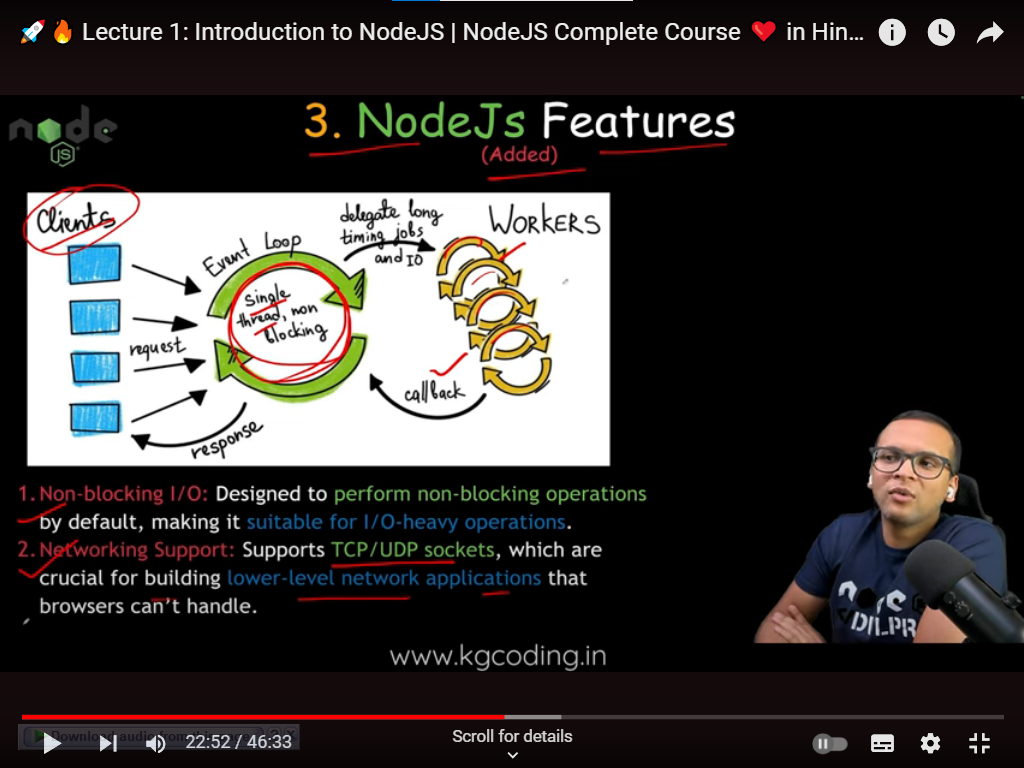 🚀🔥 Lecture 1: Introduction to NodeJS | NodeJS Complete Course ❤️ in Hin...
node
JS
3. NodeJs Features
(Added)
Clients
Event Loop
delegate long
timing jobs
and IO
WORKERS
single
thread, non
blocking
request
callback
response
1. Non-blocking I/O: Designed to perform non-blocking operations
by default, making it suitable for I/O-heavy operations.
2. Networking Support: Supports TCP/UDP sockets, which are
crucial for building lower-level network applications that
browsers can't handle.
www.kgcoding.in
22:52 / 46:33
Scroll for details